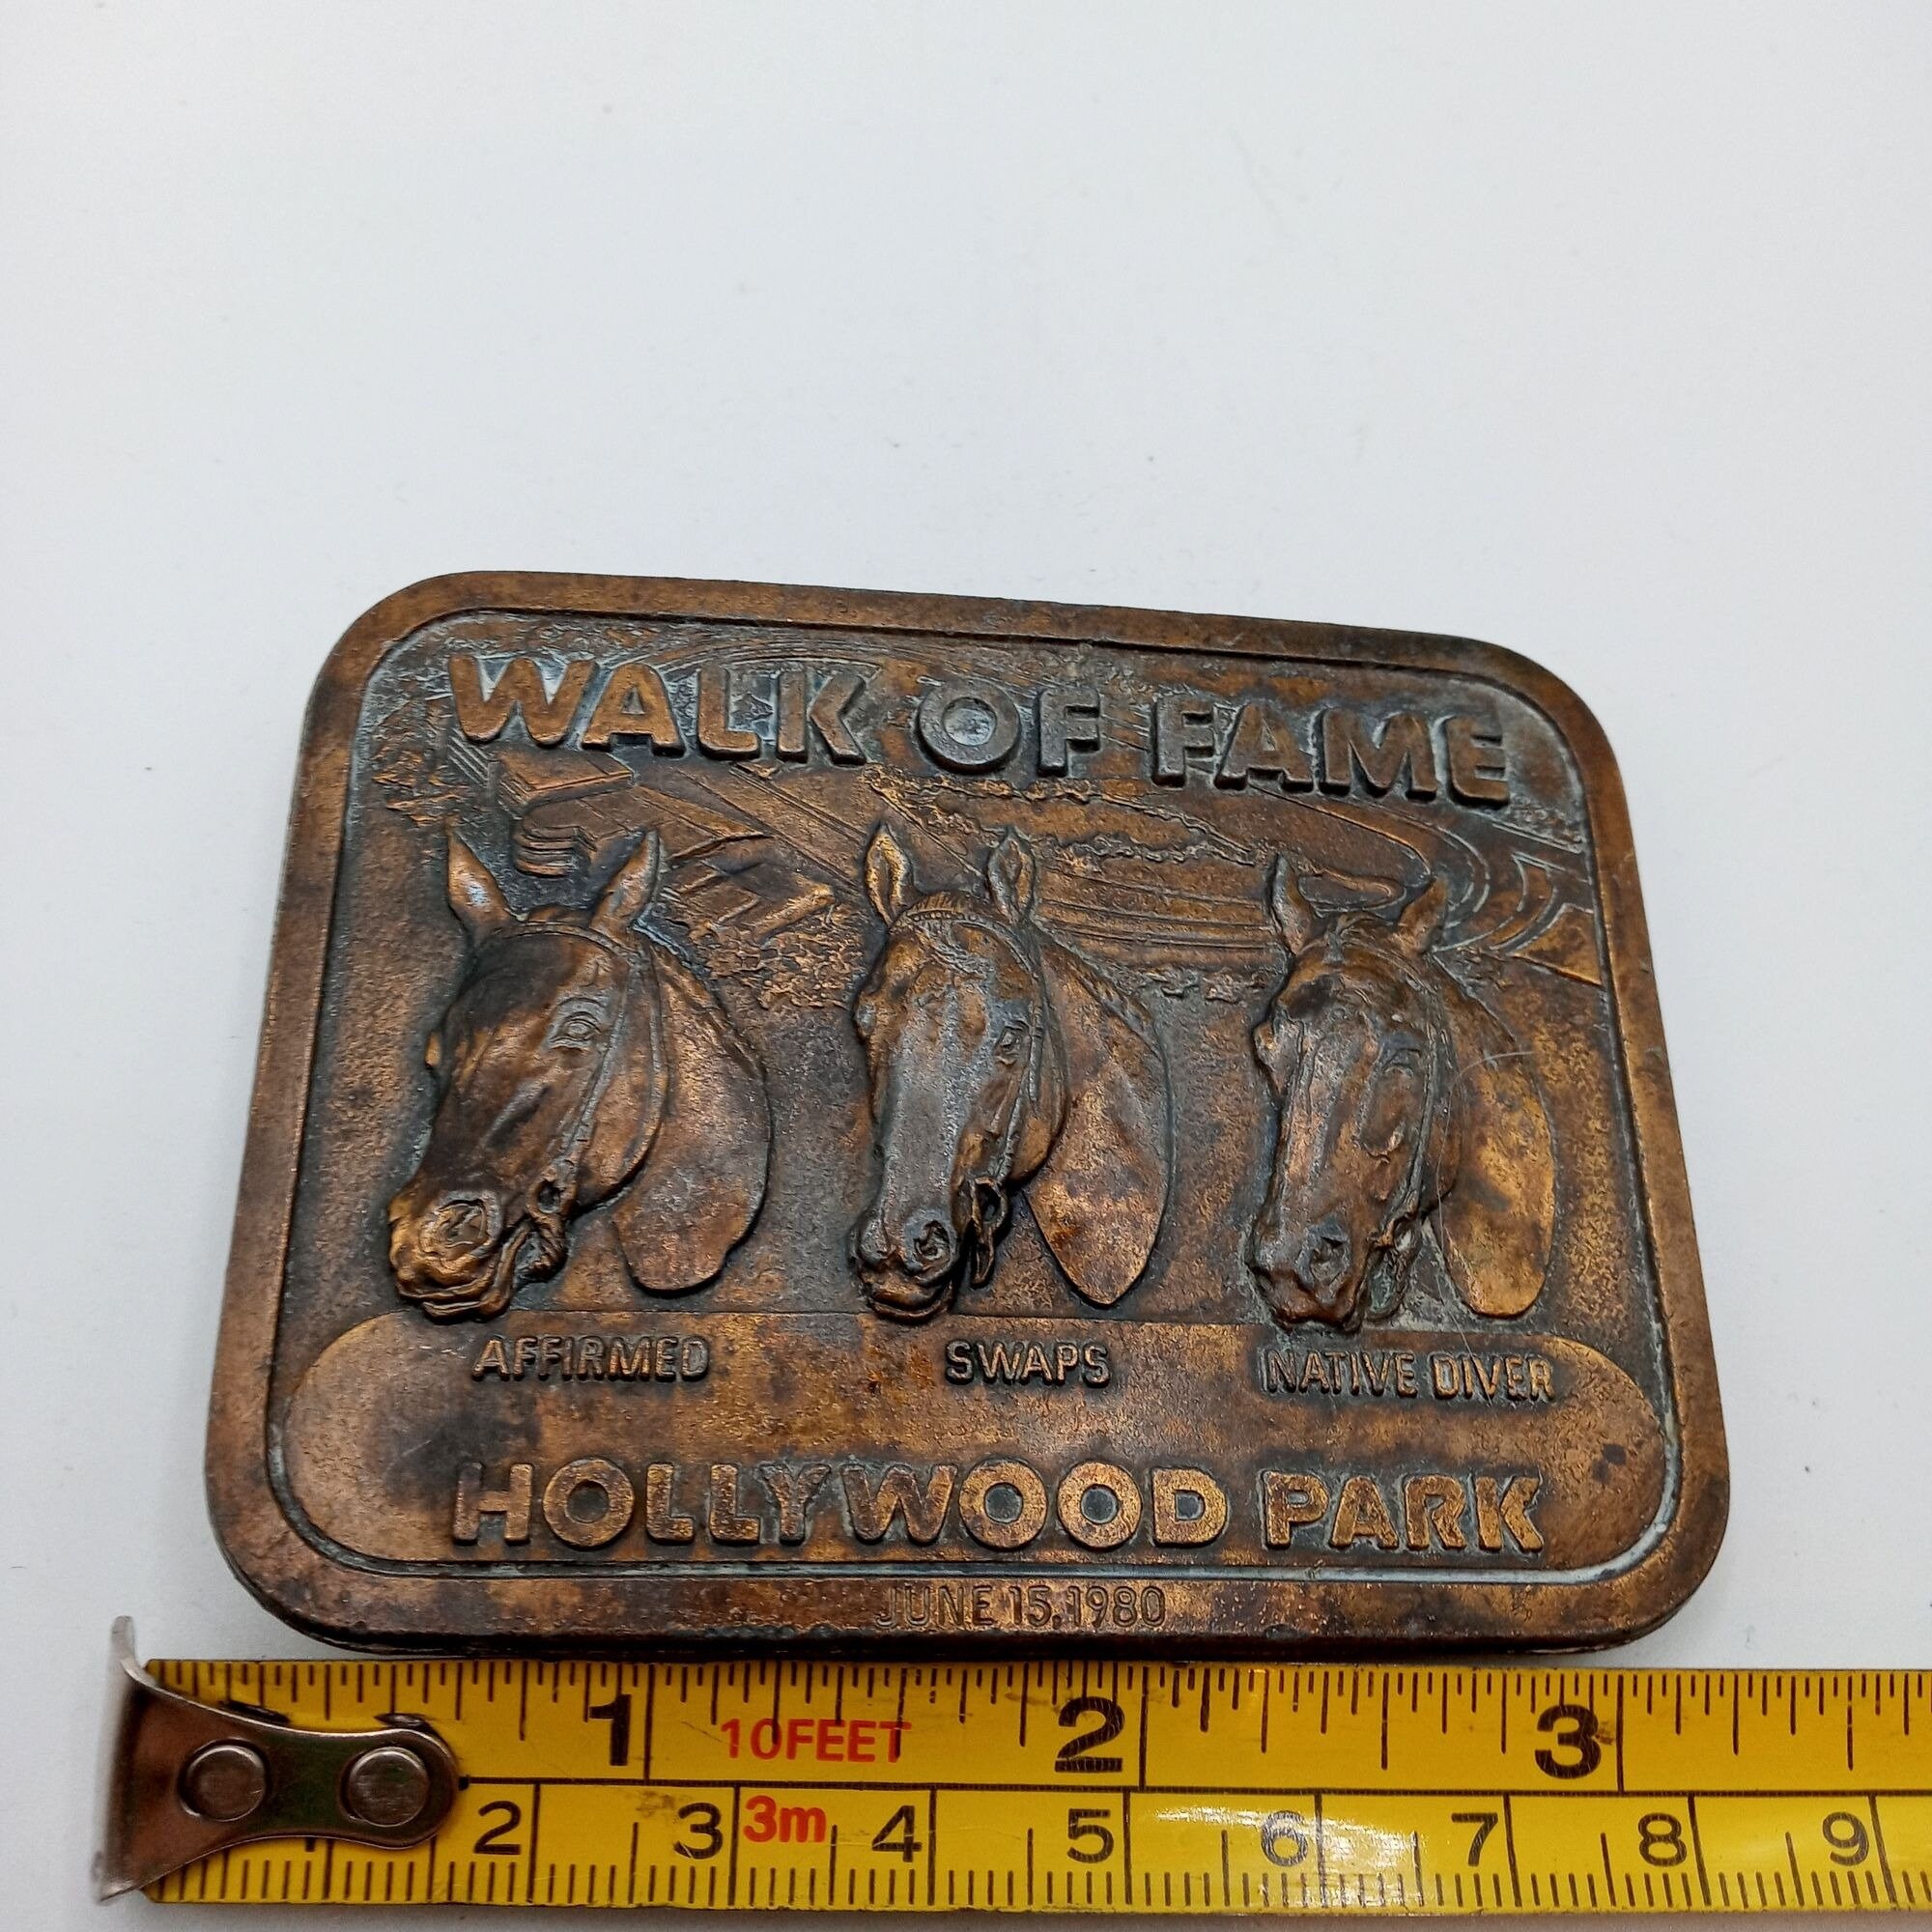 WALK OF FAME
AFFIRMED SWAPS NATIVE DIVER
HOLLYWOOD PARK
JUNE 15, 1980
1 10FEET 2 3
1 2 3 3m 4 5 6 7 8 9